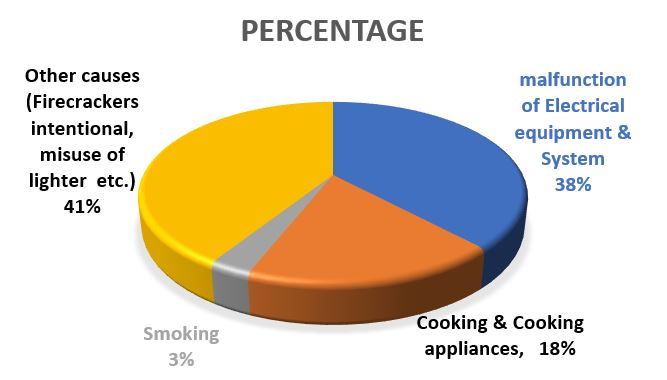 PERCENTAGE
Other causes
(Firecrackers
intentional,
misuse of
lighter etc.)
41%
malfunction
of Electrical
equipment &
System
38%
Cooking & Cooking
appliances, 18%
Smoking
3%